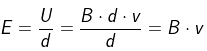 E = U/d = B · d · v/d = B · v